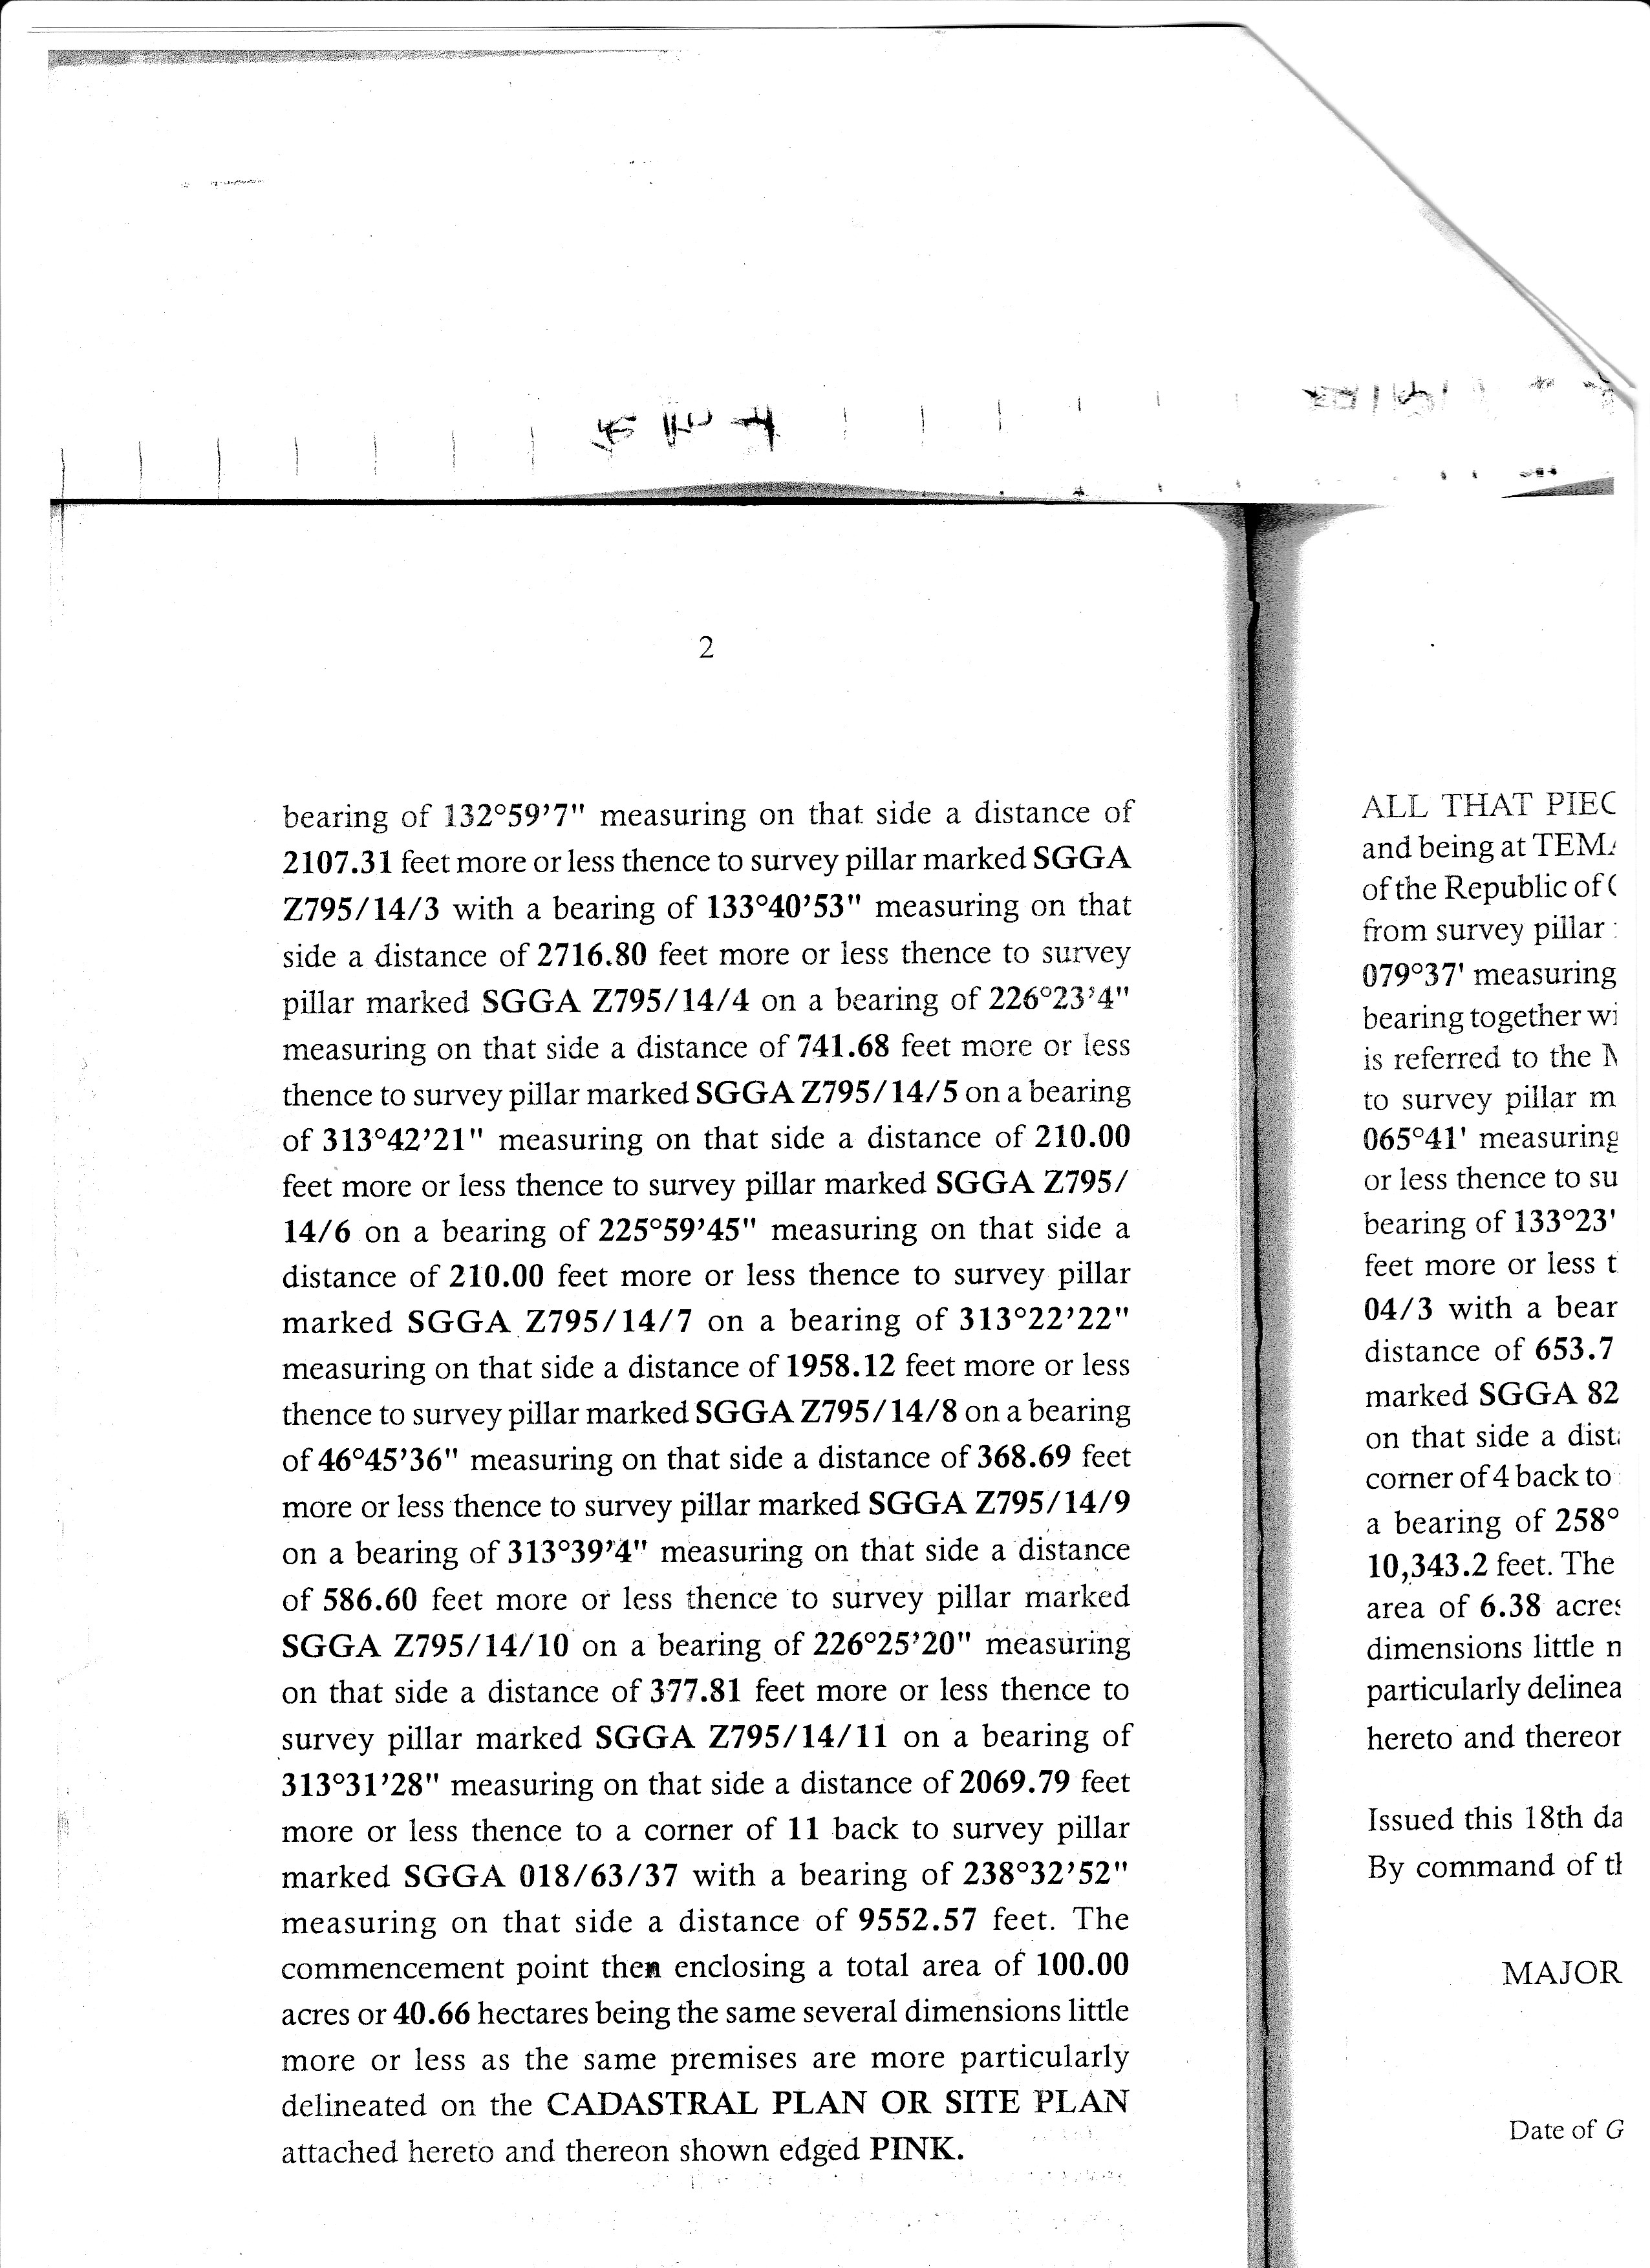 2
bearing of 132°59’7" measuring on that side a distance of
2107.31 feet more or less thence to survey pillar marked SGGA
Z795/14/3 with a bearing of 133°40’53" measuring on that
side a distance of 2716.80 feet more or less thence to survey
pillar marked SGGA Z795/14/4 on a bearing of 226°23’4"
measuring on that side a distance of 741.68 feet more or less
thence to survey pillar marked SGGA Z795/14/5 on a bearing
of 313°42’21" measuring on that side a distance of 210.00
feet more or less thence to survey pillar marked SGGA Z795/
14/6 on a bearing of 225°59’45" measuring on that side a
distance of 210.00 feet more or less thence to survey pillar
marked SGGA Z795/14/7 on a bearing of 313°22’22"
measuring on that side a distance of 1958.12 feet more or less
thence to survey pillar marked SGGA Z795/14/8 on a bearing
of 46°45’36" measuring on that side a distance of 368.69 feet
more or less thence to survey pillar marked SGGA Z795/14/9
on a bearing of 313°39’4" measuring on that side a distance
of 586.60 feet more or less thence to survey pillar marked
SGGA Z795/14/10 on a bearing of 226°25’20" measuring
on that side a distance of 377.81 feet more or less thence to
survey pillar marked SGGA Z795/14/11 on a bearing of
313°31’28" measuring on that side a distance of 2069.79 feet
more or less thence to a corner of 11 back to survey pillar
marked SGGA 018/63/37 with a bearing of 238°32’52"
measuring on that side a distance of 9552.57 feet. The
commencement point then enclosing a total area of 100.00
acres or 40.66 hectares being the same several dimensions little
more or less as the same premises are more particularly
delineated on the CADASTRAL PLAN OR SITE PLAN
attached hereto and thereon shown edged PINK.
ALL THAT PIEC
and being at TEM
of the Republic of
from survey pillar
079°37' measuring
bearing together wi
is referred to the
to survey pillar m
065°41' measuring
or less thence to su
bearing of 133°23'
feet more or less t
04/3 with a bear
distance of 653.7
marked SGGA 82
on that side a dist
corner of 4 back to
a bearing of 258°
10,343.2 feet. The
area of 6.38 acres
dimensions little n
particularly delinea
hereto and thereor
Issued this 18th da
By command of tl
MAJOR
Date of G